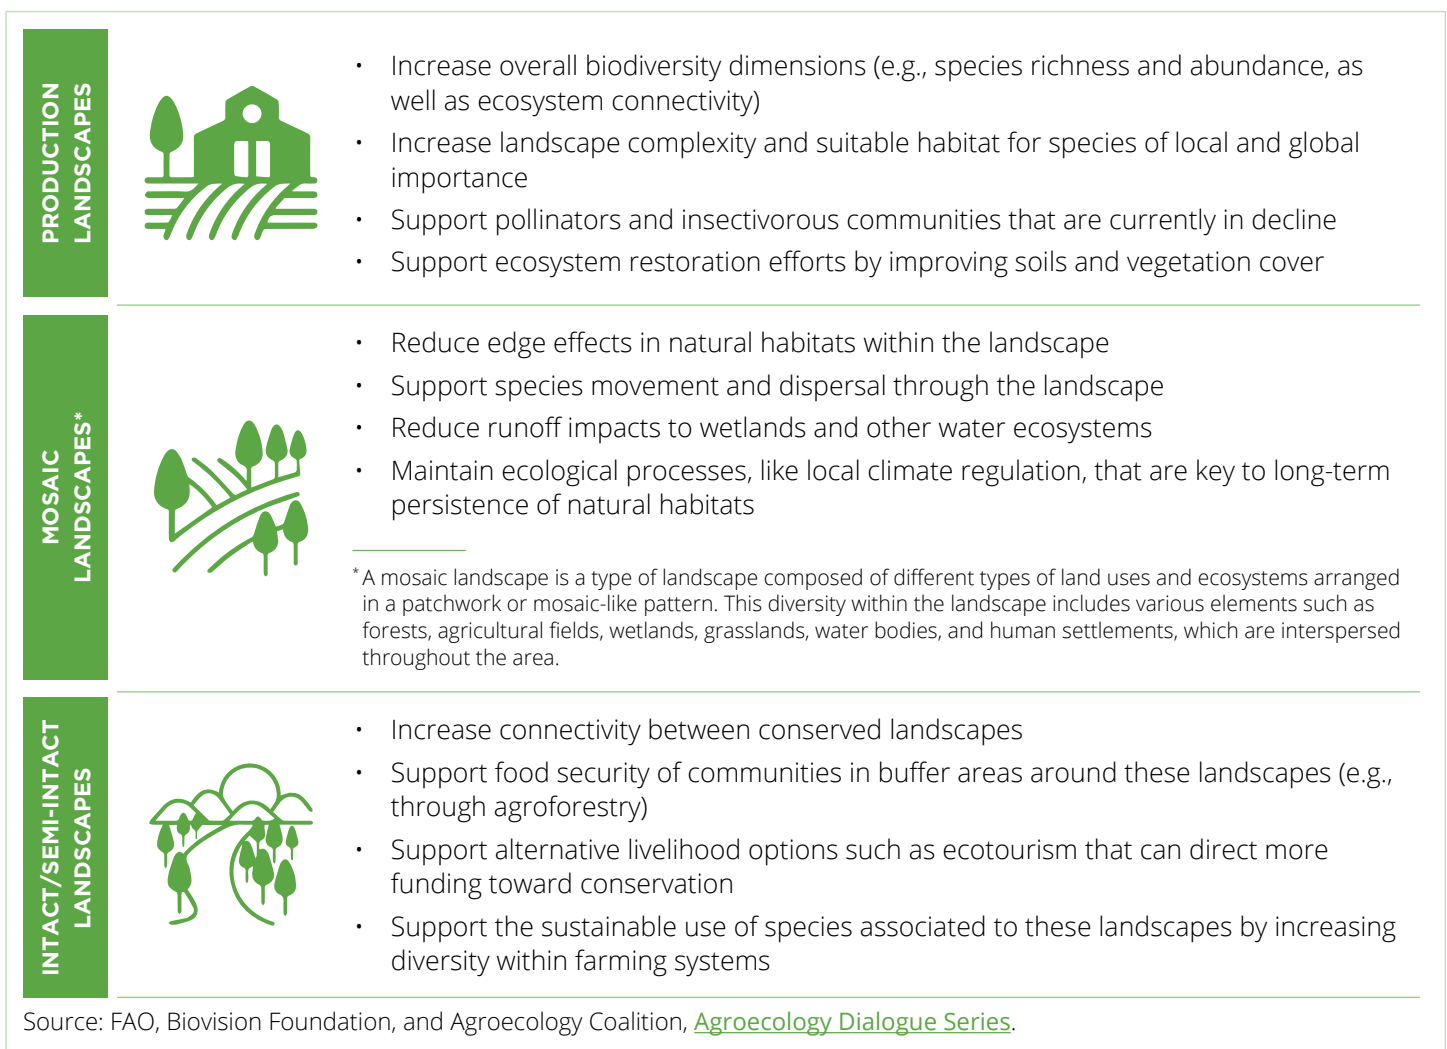 PRODUCTION
LANDSCAPES
• Increase overall biodiversity dimensions (e.g., species richness and abundance, as
well as ecosystem connectivity)
• Increase landscape complexity and suitable habitat for species of local and global
importance
• Support pollinators and insectivorous communities that are currently in decline
• Support ecosystem restoration efforts by improving soils and vegetation cover
MOSAIC
LANDSCAPES*
• Reduce edge effects in natural habitats within the landscape
• Support species movement and dispersal through the landscape
• Reduce runoff impacts to wetlands and other water ecosystems
• Maintain ecological processes, like local climate regulation, that are key to long-term
persistence of natural habitats
* A mosaic landscape is a type of landscape composed of different types of land uses and ecosystems arranged
in a patchwork or mosaic-like pattern. This diversity within the landscape includes various elements such as
forests, agricultural fields, wetlands, grasslands, water bodies, and human settlements, which are interspersed
throughout the area.
INTACT/SEMI-INTACT
LANDSCAPES
• Increase connectivity between conserved landscapes
• Support food security of communities in buffer areas around these landscapes (e.g.,
through agroforestry)
• Support alternative livelihood options such as ecotourism that can direct more
funding toward conservation
• Support the sustainable use of species associated to these landscapes by increasing
diversity within farming systems
Source: FAO, Biovision Foundation, and Agroecology Coalition, Agroecology Dialogue Series.